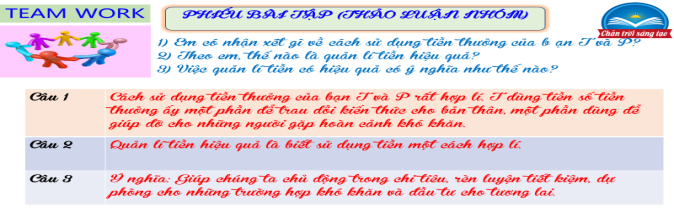 TEAM WORK
PHIẾU BÀI TẬP (THẢO LUẬN NHÓM)
Chân trời sáng tạo
1) Em có nhận xét gì về cách sử dụng tiền thưởng của b ạn T và P?
2) Theo em, thế nào là quản lí tiền hiệu quả?
3) Việc quản lí tiền có hiệu quả có ý nghĩa như thế nào?
Câu 1
Cách sử dụng tiền thưởng của bạn T và P rất hợp lí. T dùng tiền số tiền
thưởng ấy một phần để trau dồi kiến thức cho bản thân, một phần dùng để
giúp đỡ cho những người gặp hoàn cảnh khó khăn.
Câu 2
Quản lí tiền hiệu quả là biết sử dụng tiền một cách hợp lí.
Câu 3
Ý nghĩa: Giúp chúng ta chủ động trong chi tiêu, rèn luyện tiết kiệm, dự
phòng cho những trường hợp khó khăn và đầu tư cho tương lai.